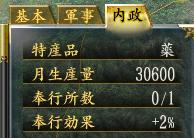 基本 軍事 内政
特産品 薬
月生産量 30600
奉行所数 0/1
奉行効果 +2%